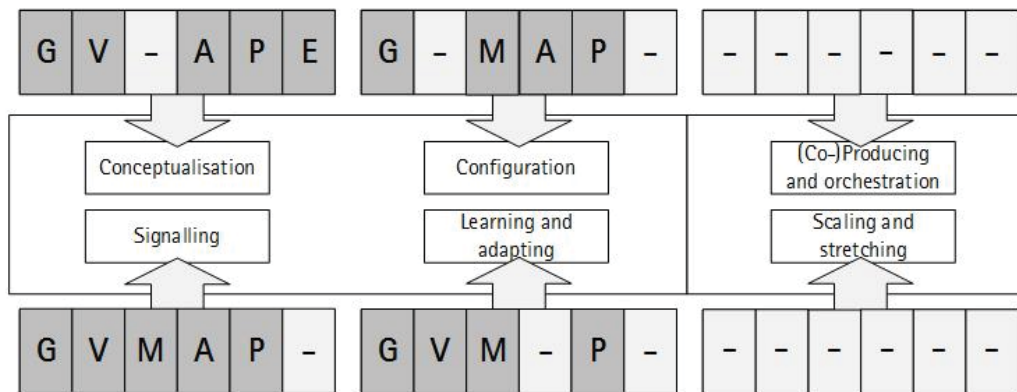 G V - A P E
G - M A P -
- - - - - -
Conceptualisation
Configuration
(Co-)Producing
and orchestration
Signalling
Learning and
adapting
Scaling and
stretching
G V M A P -
G V M - P -
- - - - - -